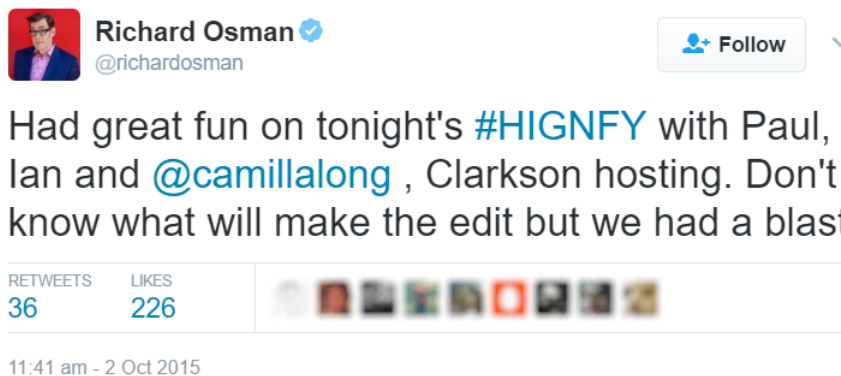 Richard Osman
@richardosman
Follow
Had great fun on tonight's #HIGNFY with Paul,
Ian and @camillalong , Clarkson hosting. Don't
know what will make the edit but we had a blast
RETWEETS LIKES
36 226
11:41 am - 2 Oct 2015